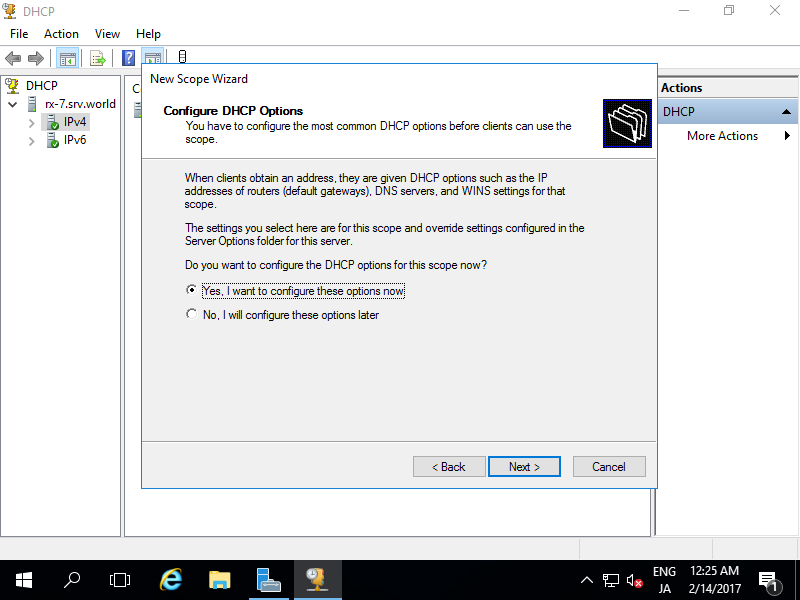 DHCP
File Action View Help
New Scope Wizard
Configure DHCP Options
You have to configure the most common DHCP options before clients can use the
scope.
When clients obtain an address, they are given DHCP options such as the IP
addresses of routers (default gateways), DNS servers, and WINS settings for that
scope.
The settings you select here are for this scope and override settings configured in the
Server Options folder for this server.
Do you want to configure the DHCP options for this scope now?
Yes, I want to configure these options now
No, I will configure these options later
< Back
Next >
Cancel
DHCP
rx-7.srv.world
IPv4
IPv6
Actions
DHCP
More Actions
ENG
JA
12:25 AM
2/14/2017
1